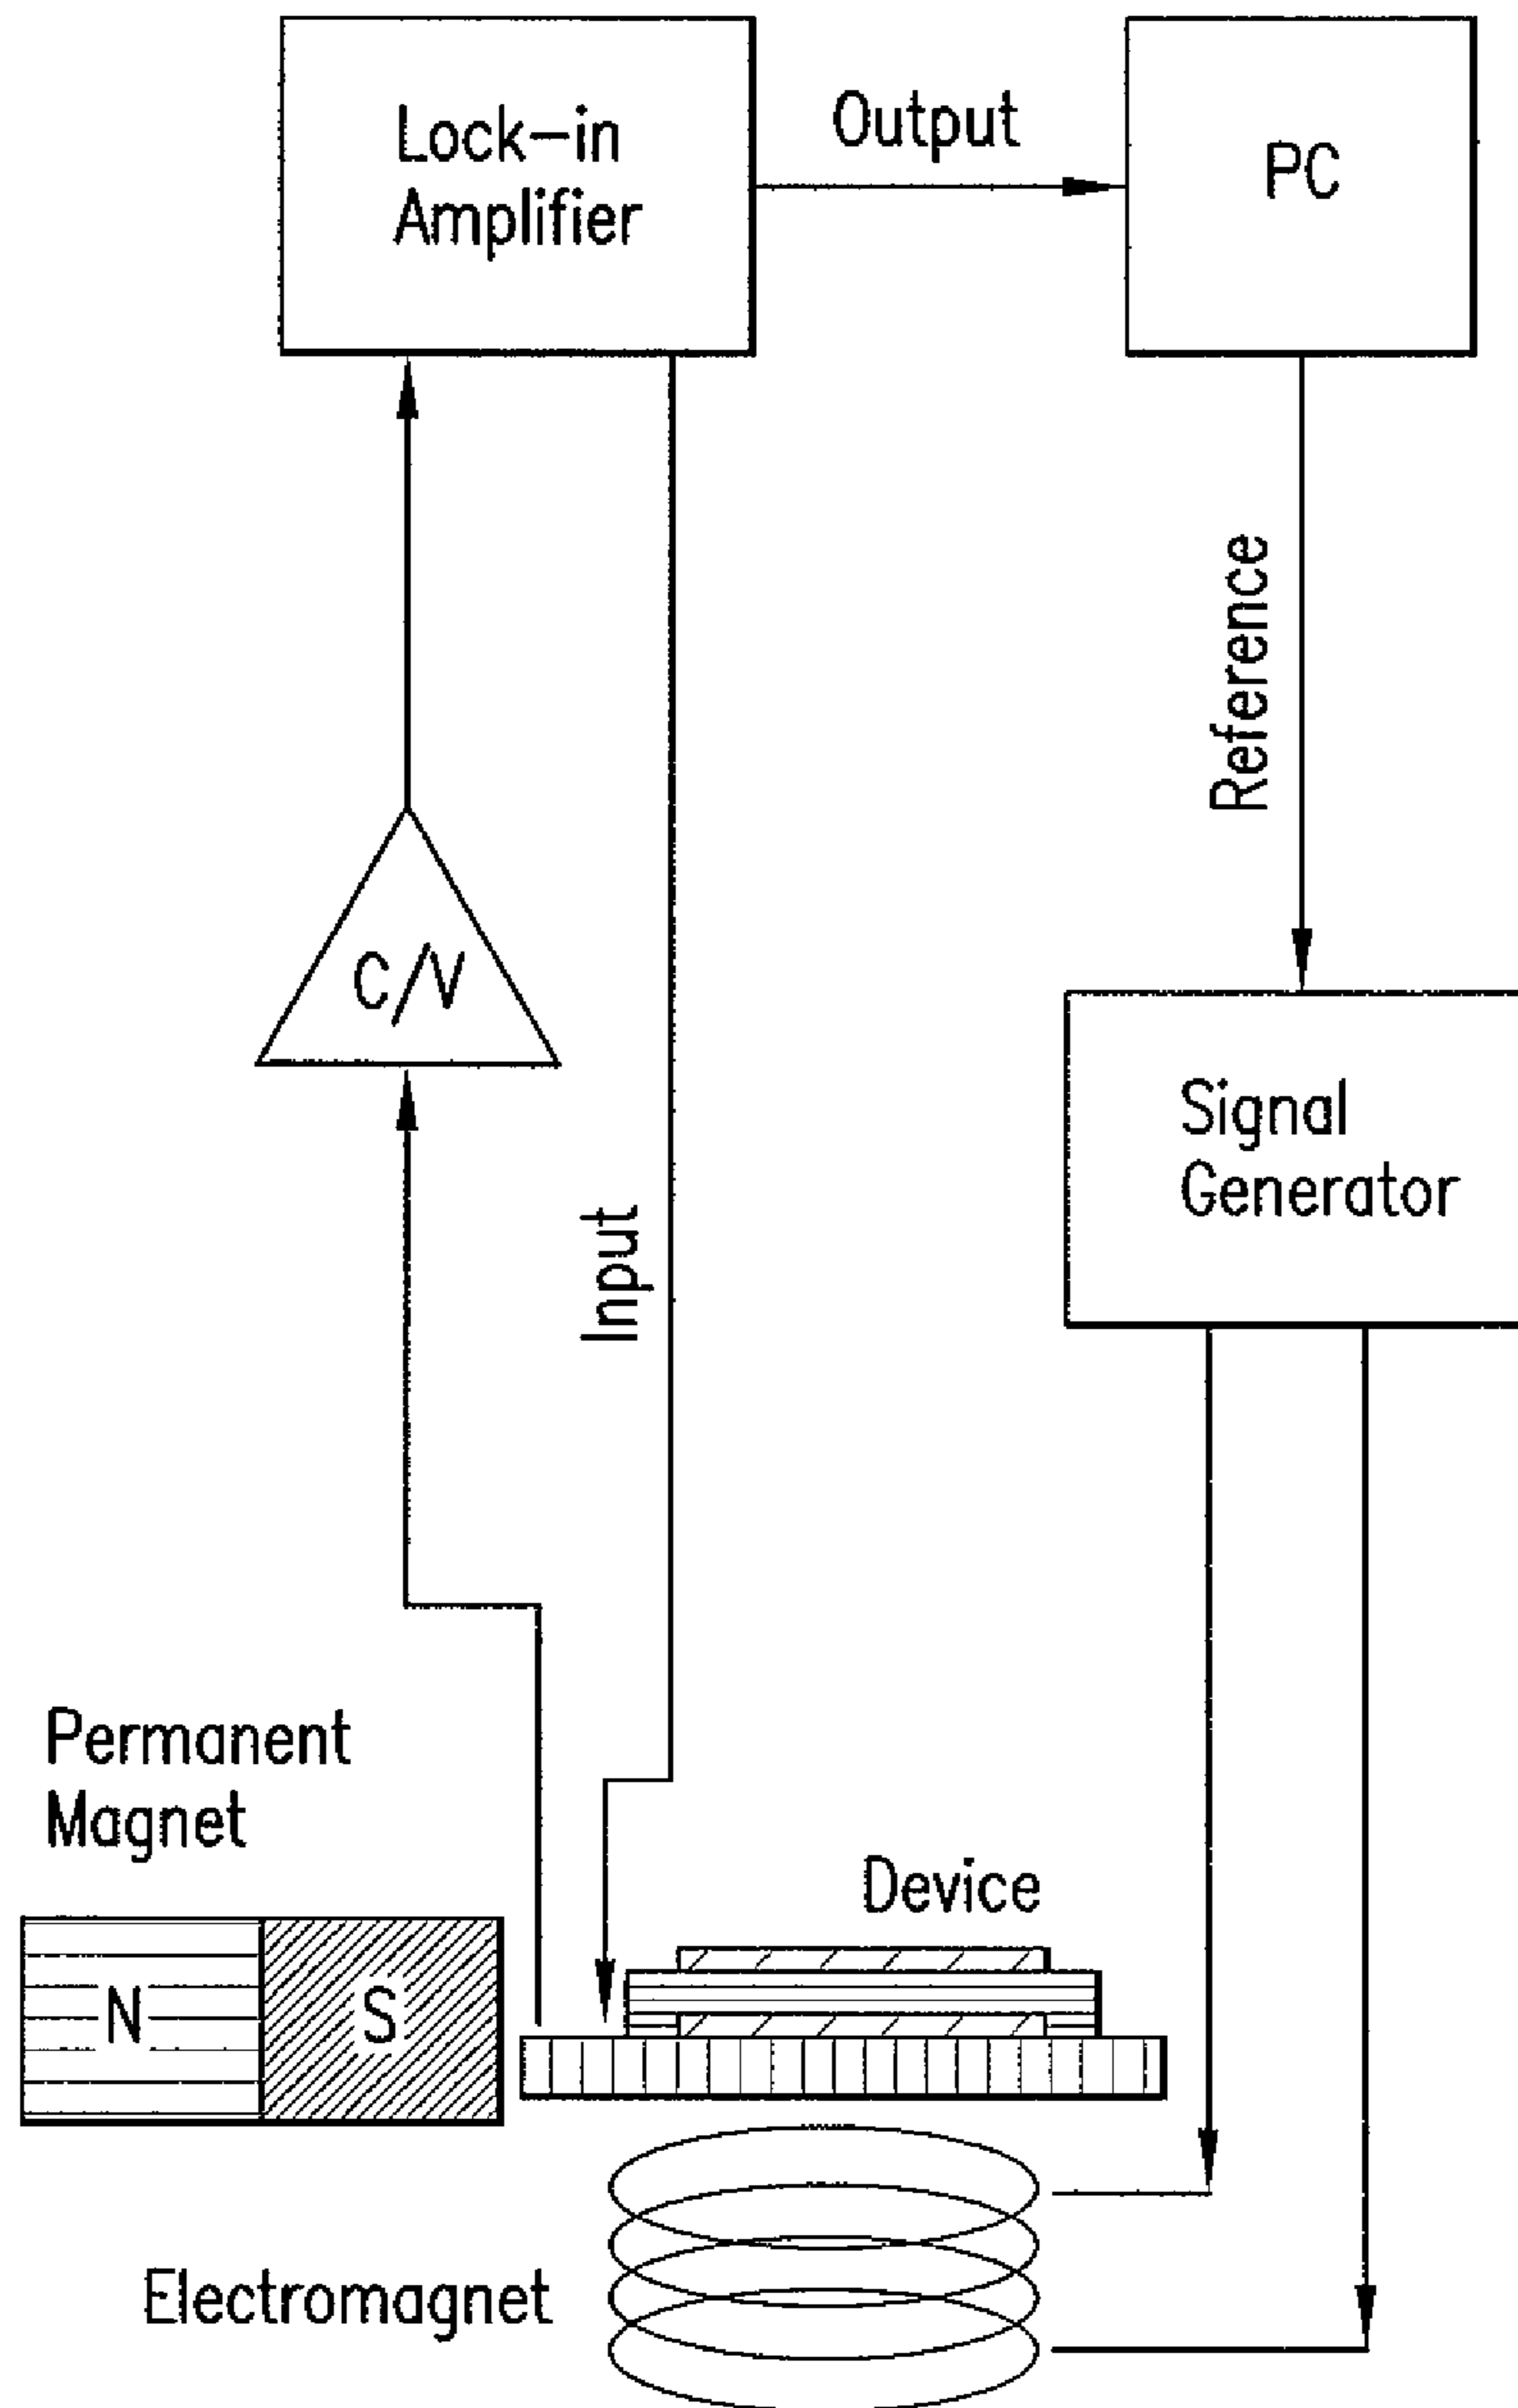 Lock-in
Amplifier
Output
PC
Reference
C/V
Signal
Generator
Input
Permanent
Magnet
Device
N
S
Electromagnet